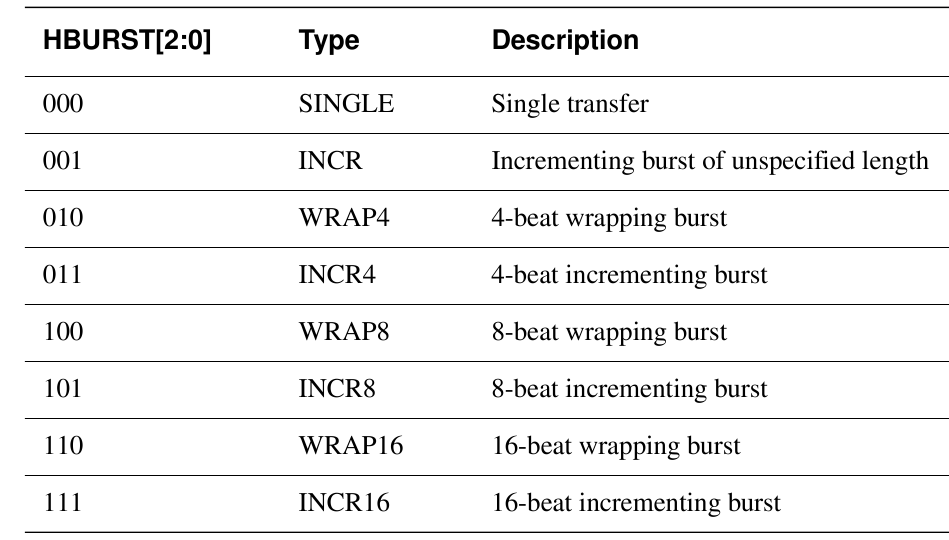 HBURST[2:0] Type Description
000 SINGLE Single transfer
001 INCR Incrementing burst of unspecified length
010 WRAP4 4-beat wrapping burst
011 INCR4 4-beat incrementing burst
100 WRAP8 8-beat wrapping burst
101 INCR8 8-beat incrementing burst
110 WRAP16 16-beat wrapping burst
111 INCR16 16-beat incrementing burst